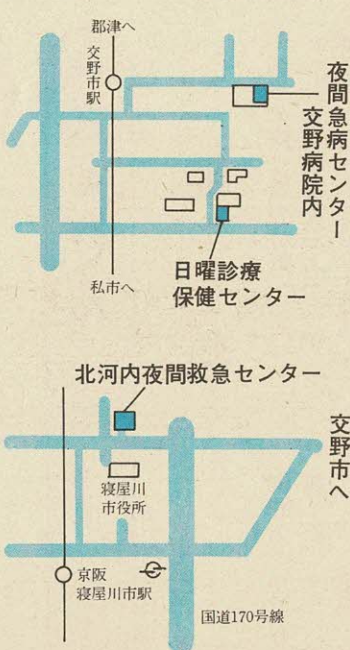 郡津へ
交野市駅
夜間急病センター
交野病院内
日曜診療
保健センター
私市へ
北河内夜間救急センター
交野市へ
寝屋川
市役所
京阪
寝屋川市駅
国道170号線